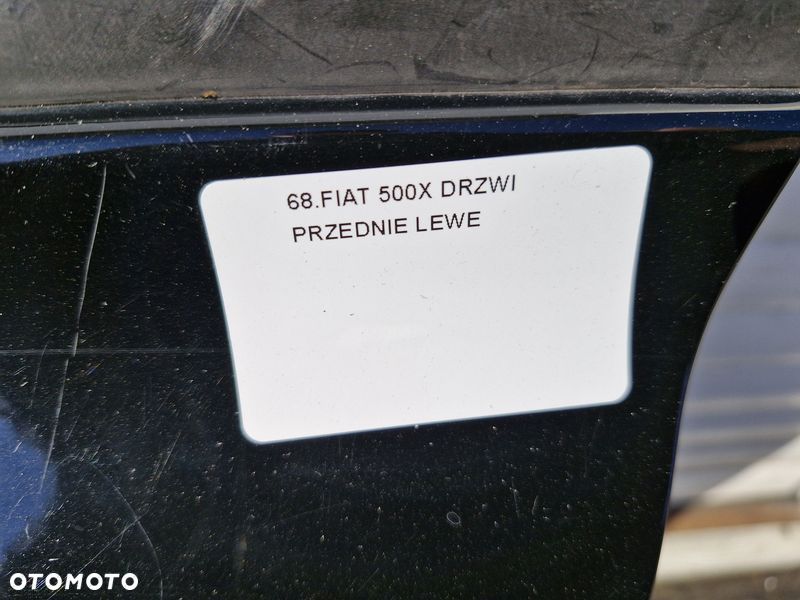 68.FIAT 500X DRZWI
PRZEDNIE LEWE
OTOMOTO